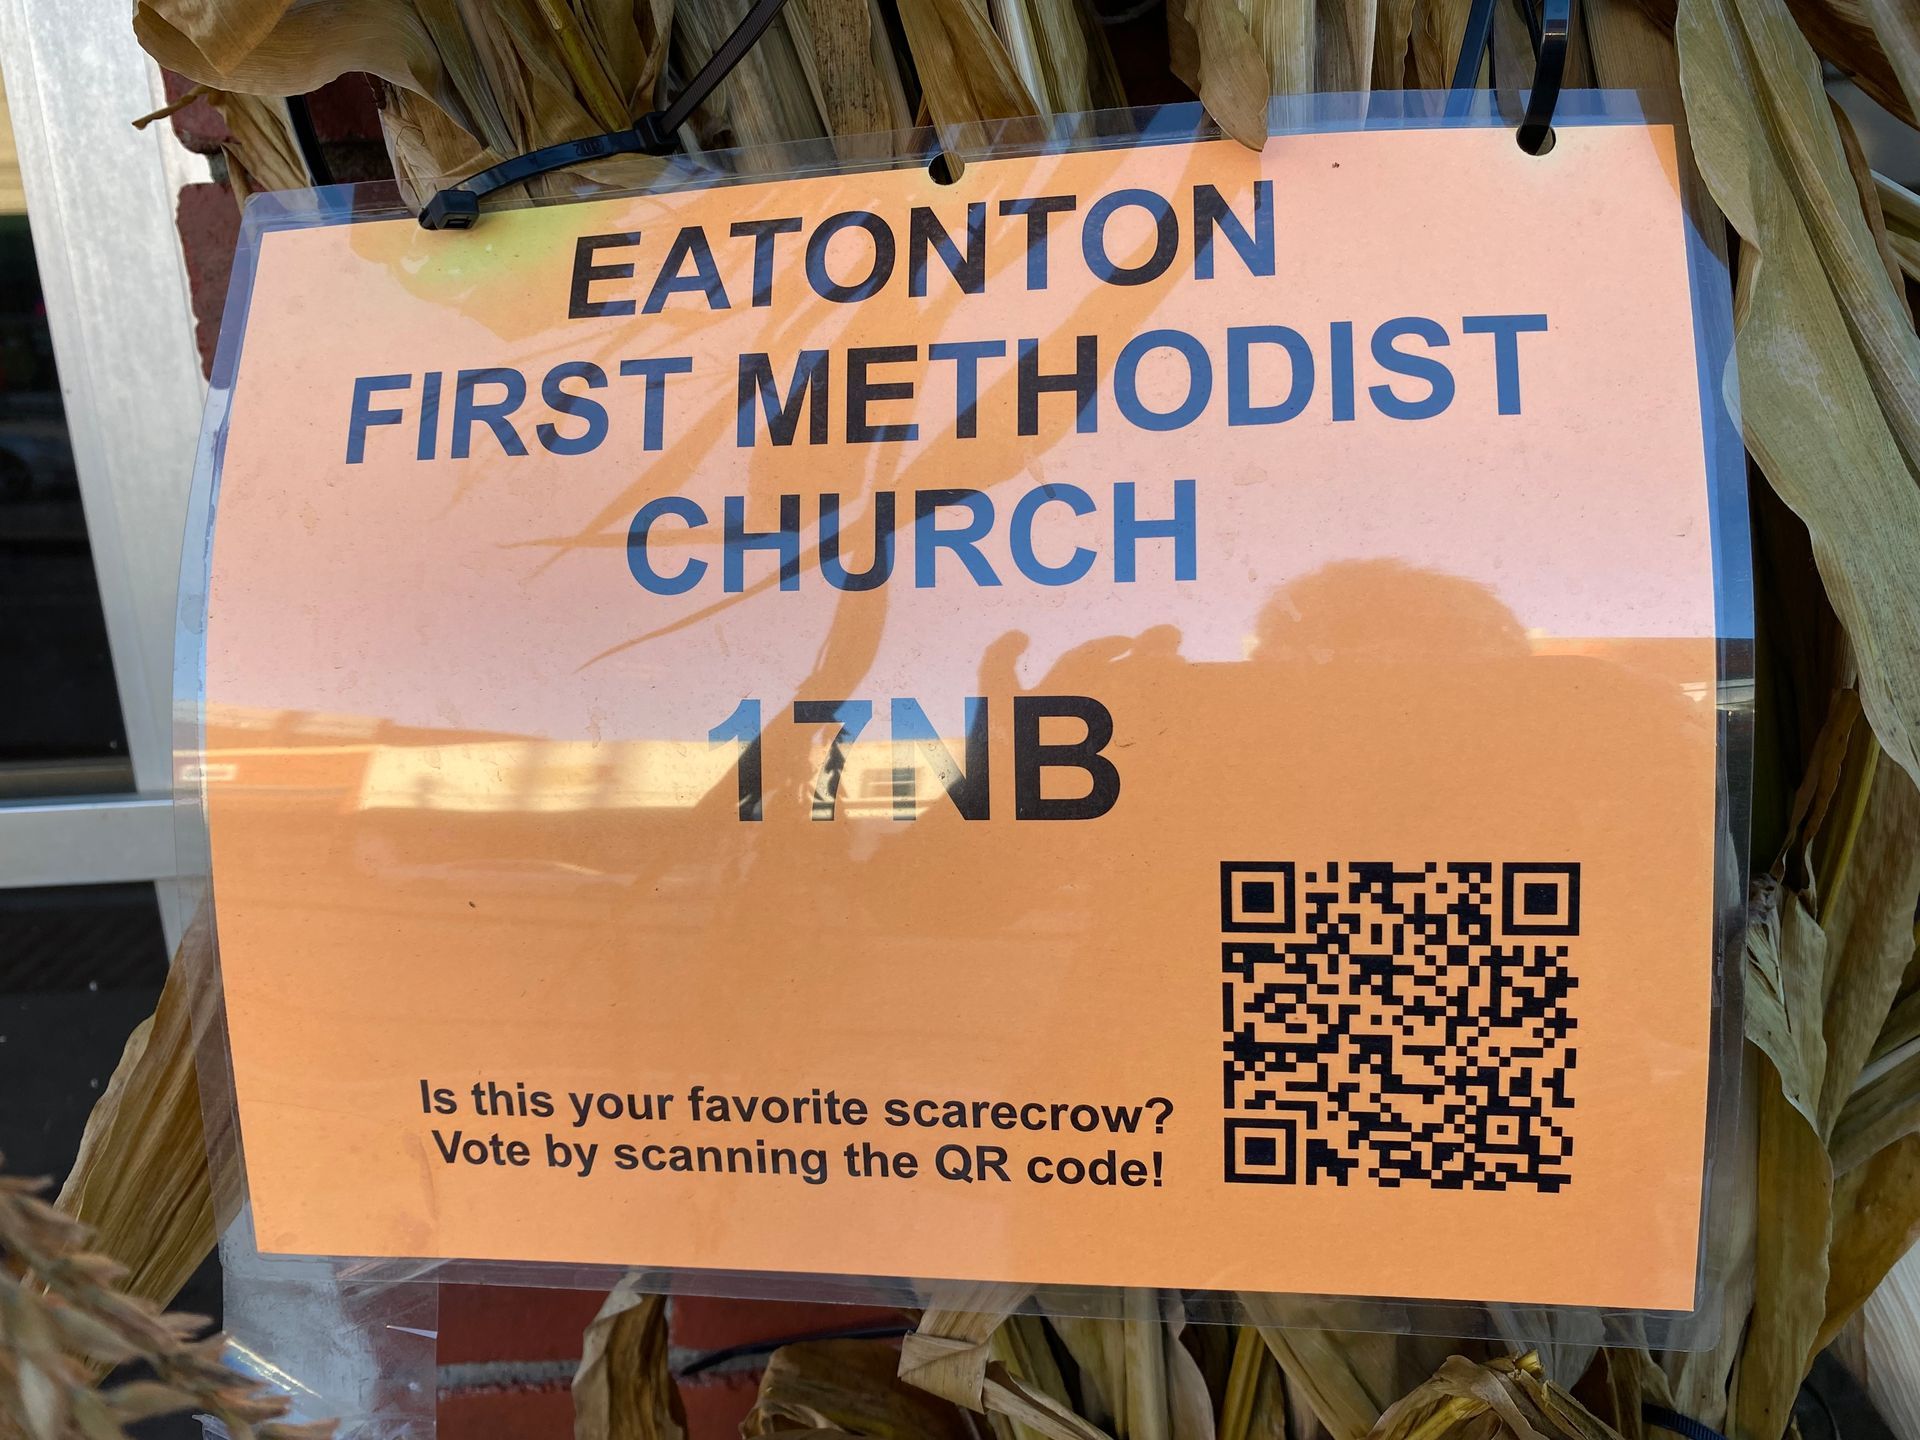 EATONTON
FIRST METHODIST
CHURCH
17NB
Is this your favorite scarecrow?
Vote by scanning the QR code!